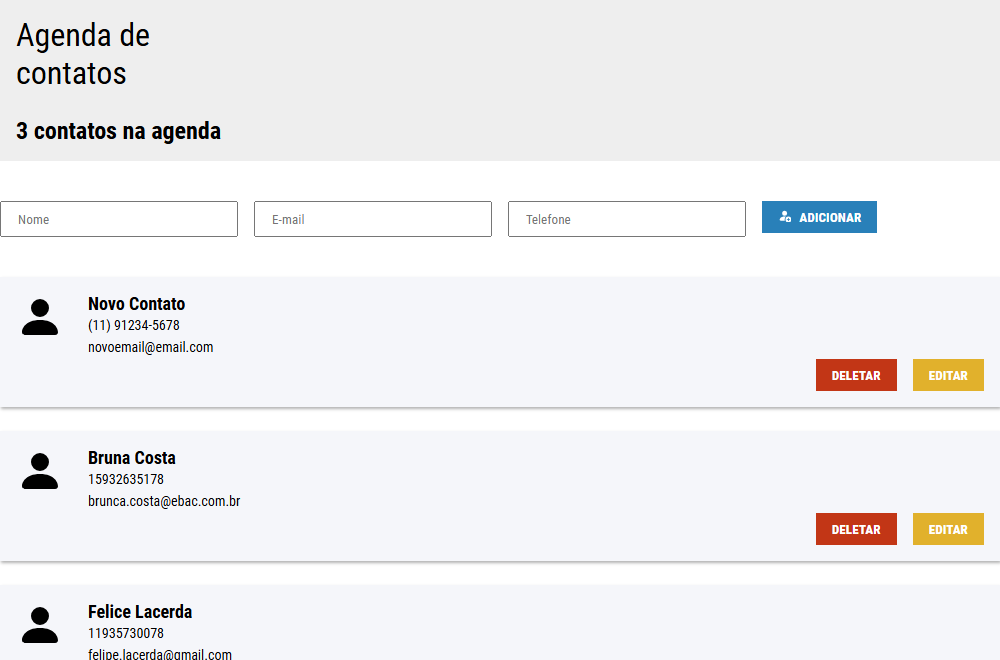 Agenda de
contatos
3 contatos na agenda
Nome E-mail Telefone ADICIONAR
Novo Contato
(11) 91234-5678
novoemail@email.com
DELETAR EDITAR
Bruna Costa
15932635178
brunca.costa@ebac.com.br
DELETAR EDITAR
Felice Lacerda
11935730078
felipe.lacerda@gmail.com